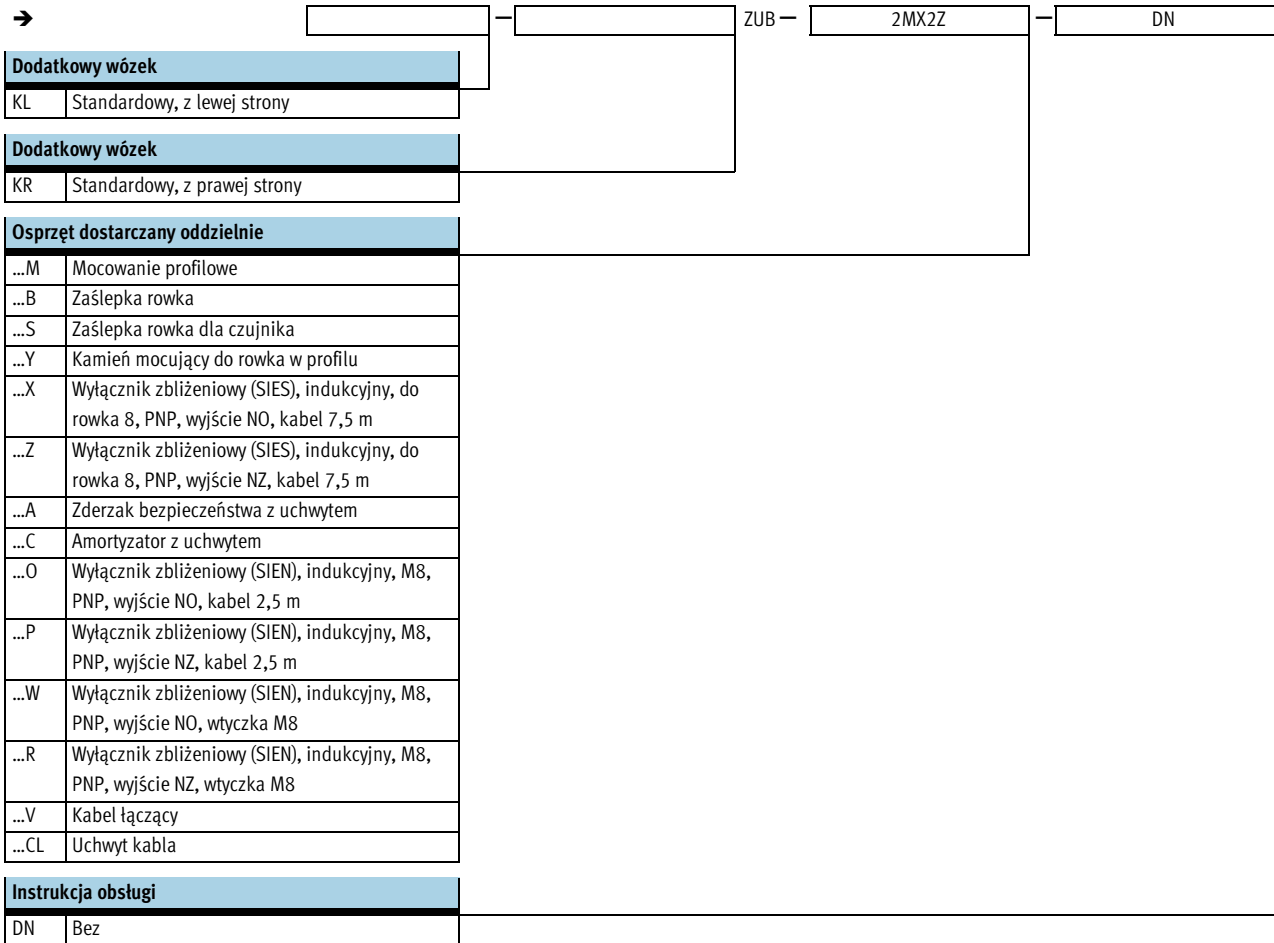 ➔ — ZUB — 2MX2Z — DN
Dodatkowy wózek
KL Standardowy, z lewej strony
Dodatkowy wózek
KR Standardowy, z prawej strony
Osprzęt dostarczany oddzielnie
...M Mocowanie profilowe
...B Zaślepka rowka
...S Zaślepka rowka dla czujnika
...Y Kamień mocujący do rowka w profilu
...X Wyłącznik zbliżeniowy (SIES), indukcyjny, do
rowka 8, PNP, wyjście NO, kabel 7,5 m
...Z Wyłącznik zbliżeniowy (SIES), indukcyjny, do
rowka 8, PNP, wyjście NZ, kabel 7,5 m
...A Zderzak bezpieczeństwa z uchwytem
...C Amortyzator z uchwytem
...O Wyłącznik zbliżeniowy (SIEN), indukcyjny, M8,
PNP, wyjście NO, kabel 2,5 m
...P Wyłącznik zbliżeniowy (SIEN), indukcyjny, M8,
PNP, wyjście NZ, kabel 2,5 m
...W Wyłącznik zbliżeniowy (SIEN), indukcyjny, M8,
PNP, wyjście NO, wtyczka M8
...R Wyłącznik zbliżeniowy (SIEN), indukcyjny, M8,
PNP, wyjście NZ, wtyczka M8
...V Kabel łączący
...CL Uchwyt kabla
Instrukcja obsługi
DN Bez